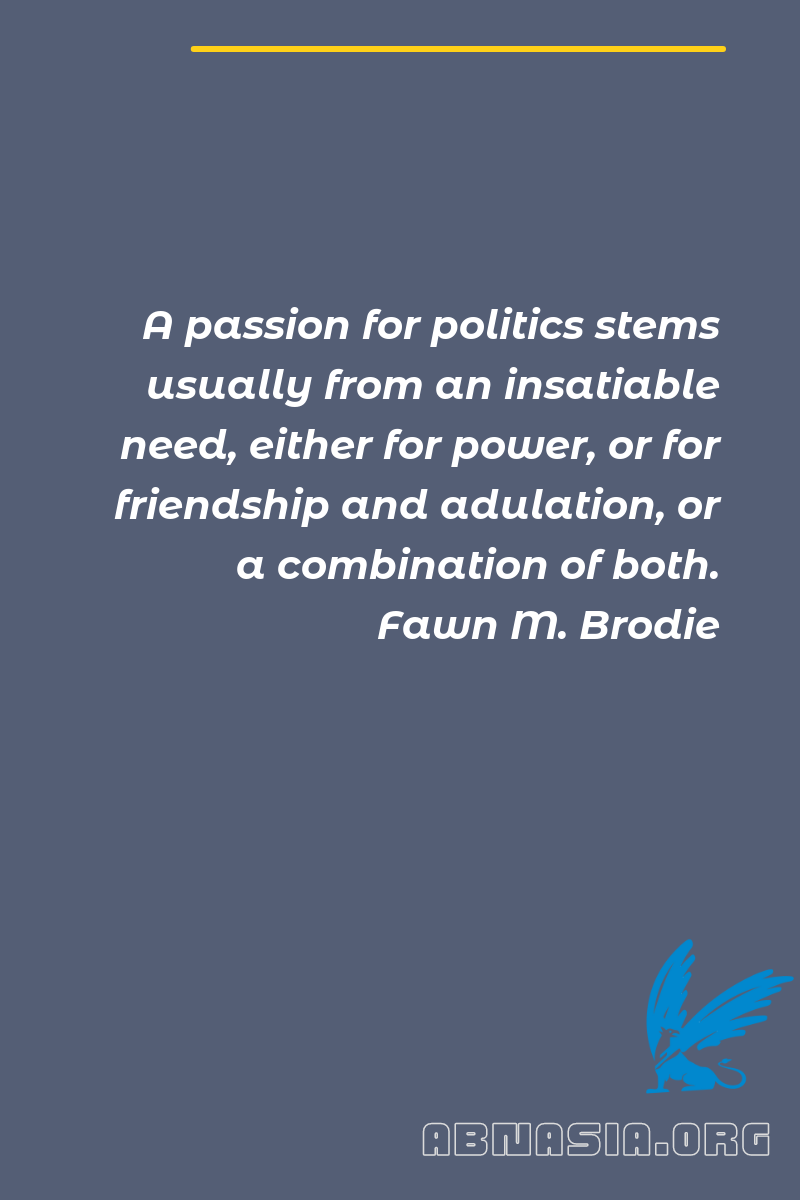 A passion for politics stems
usually from an insatiable
need, either for power, or for
friendship and adulation, or
a combination of both.
Fawn M. Brodie
ABNASIA.ORG